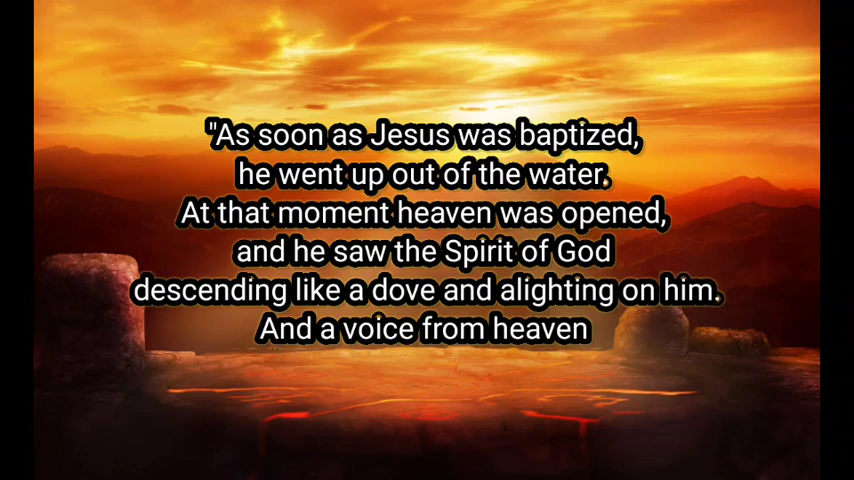 "As soon as Jesus was baptized,
he went up out of the water.
At that moment heaven was opened,
and he saw the Spirit of God
descending like a dove and alighting on him.
And a voice from heaven